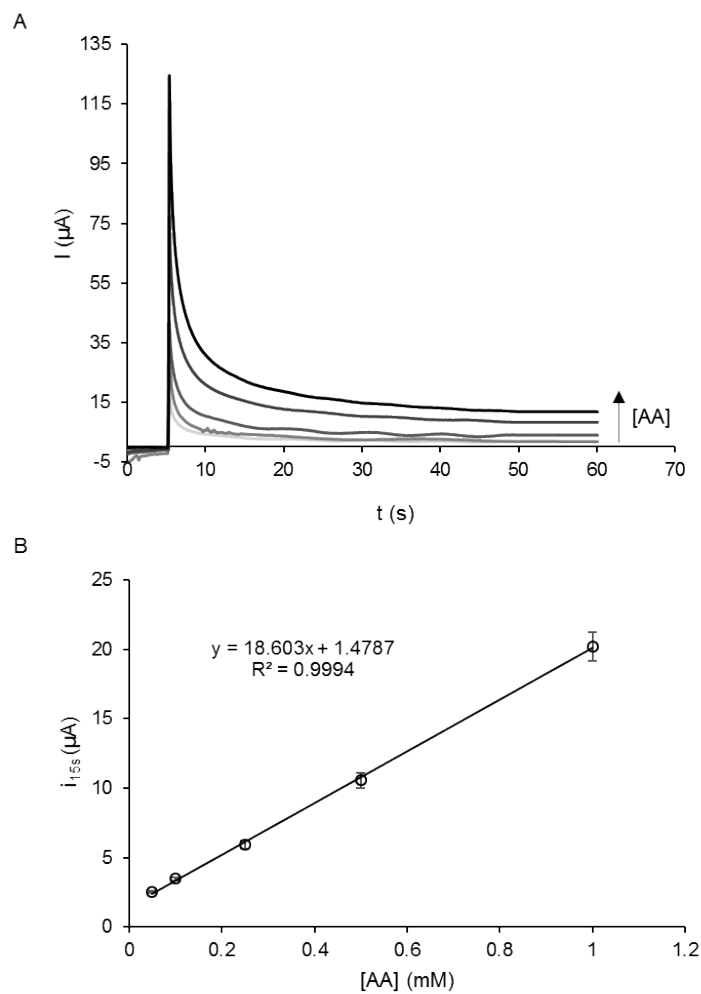 A
135
115
95
75
55
35
15
-5
I (µA)
10 20 30 40 50 60 70
t (s)
[AA]
B
25
20
15
10
5
0
i15s (µA)
y = 18.603x + 1.4787
R² = 0.9994
0 0.2 0.4 0.6 0.8 1 1.2
[AA] (mM)